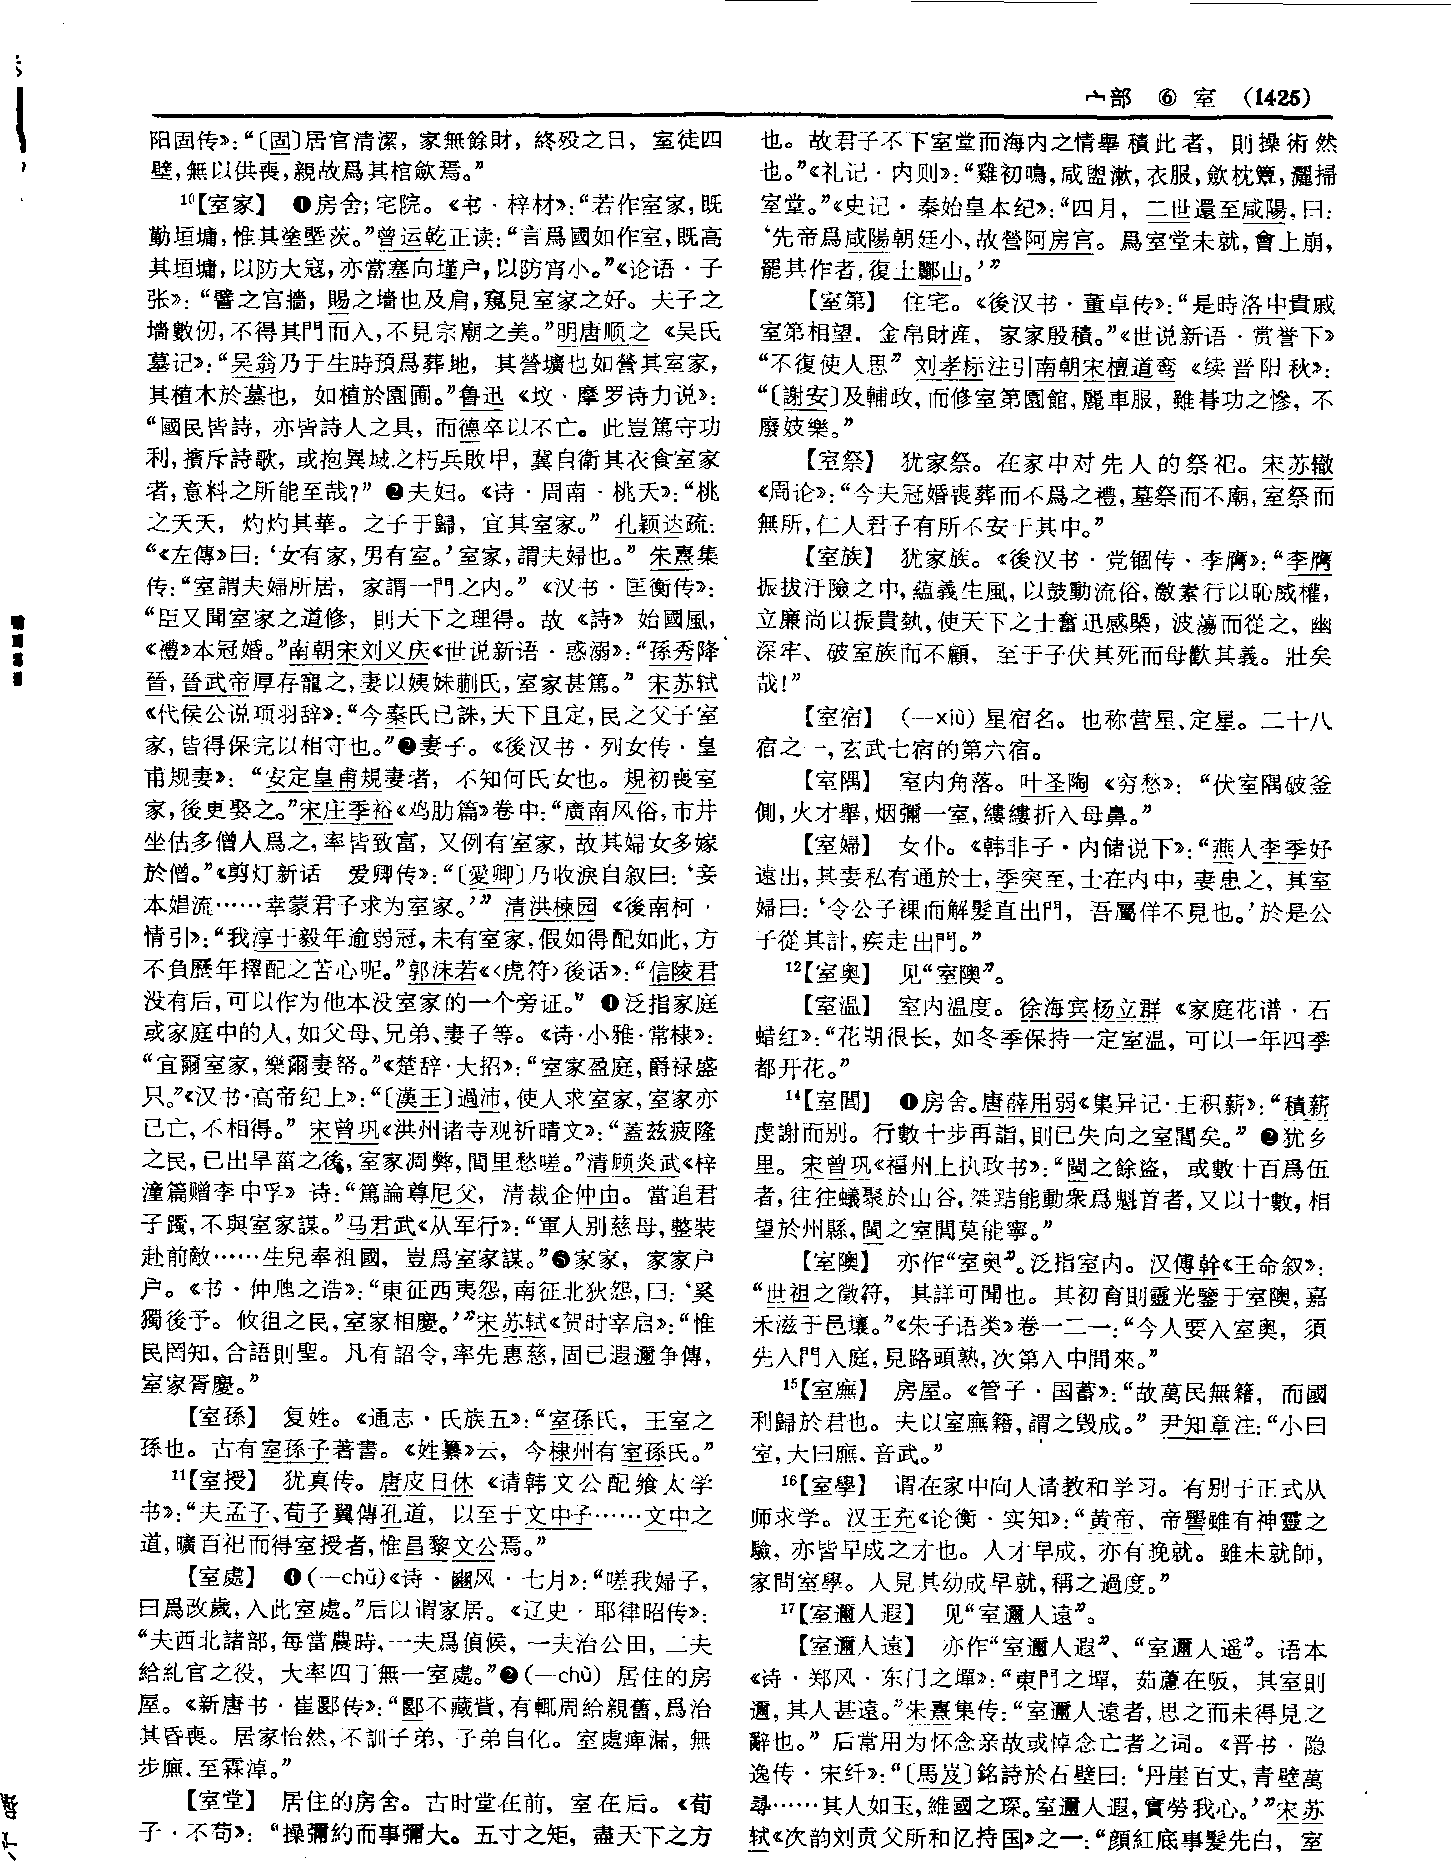 宀部 ⑥ 室 (1425)
阳固传》：“〔固〕居官清潔，家無餘財，終殁之日，室徒四
壁，無以供喪，親故爲其棺歛焉。”
10【室家】 ❶房舍；宅院。《书·梓材》：“若作室家，既
勤垣墉，惟其塗塈茨。”曾运乾正读：“言爲國如作室，既高
其垣墉，以防大寇，亦當塞向墐户，以防宵小。”《论语·子
张》：“譬之宫牆，賜之墙也及肩，窺見室家之好。夫子之
墙數仞，不得其門而入，不見宗廟之美。”明唐顺之《吴氏
墓记》：“吴翁乃于生時預爲葬地，其營壙也如營其室家，
其植木於墓也，如植於園圃。”鲁迅《坟·摩罗诗力说》：
“國民皆詩，亦皆詩人之具，而德卒以不亡。此豈篤守功
利，擯斥詩歌，或抱異域之朽兵敗甲，冀自衛其衣食室家
者，意料之所能至哉？”❷夫妇。《诗·周南·桃夭》：“桃
之夭夭，灼灼其華。之子于歸，宜其室家。”孔颖达疏：
“《左傳》曰：‘女有家，男有室。’室家，謂夫婦也。”朱熹集
传：“室謂夫婦所居，家謂一門之内。”《汉书·匡衡传》：
“臣又聞室家之道修，則天下之理得。故《詩》始國風，
《禮》本冠婚。”南朝宋刘义庆《世说新语·惑溺》：“孫秀降
晉，晉武帝厚存寵之，妻以姨妹蒯氏，室家甚篤。”宋苏轼
《代侯公说项羽辞》：“今秦氏已誅，天下且定，民之父子室
家，皆得保完以相守也。”❸妻子。《後汉书·列女传·皇
甫规妻》：“安定皇甫規妻者，不知何氏女也。規初喪室
家，後更娶之。”宋庄季裕《鸡肋篇》卷中：“廣南风俗，市井
坐估多僧人爲之，率皆致富，又例有室家，故其婦女多嫁
於僧。”《剪灯新话 爱卿传》：“〔愛卿〕乃收淚自叙曰：‘妾
本娼流……幸蒙君子求为室家。’”清洪楝园《後南柯·
情引》：“我淳于毅年逾弱冠，未有室家，假如得配如此，方
不負歷年擇配之苦心呢。”郭沫若《〈虎符〉後话》：“信陵君
没有后，可以作为他本没室家的一个旁证。”❹泛指家庭
或家庭中的人，如父母、兄弟、妻子等。《诗·小雅·常棣》：
“宜爾室家，樂爾妻帑。”《楚辞·大招》：“室家盈庭，爵禄盛
只。”《汉书·高帝纪上》：“〔漢王〕過沛，使人求室家，室家亦
已亡，不相得。”宋曾巩《洪州诸寺观祈晴文》：“蓋兹疲隆
之民，已出旱菑之後，室家凋弊，閭里愁嗟。”清顾炎武《梓
潼篇赠李中孚》诗：“篤論尊尼父，清裁企仲由。當追君
子躅，不與室家謀。”马君武《从军行》：“軍人别慈母，整裝
赴前敵……生兒奉祖國，豈爲室家謀。”❺家家，家家户
户。《书·仲虺之诰》：“東征西夷怨，南征北狄怨，曰：‘奚
獨後予。攸徂之民，室家相慶。’”宋苏轼《贺时宰启》：“惟
民罔知，合語則聖。凡有詔令，率先惠慈，固已遐邇争傳，
室家胥慶。”
【室孫】 复姓。《通志·氏族五》：“室孫氏，王室之
孫也。古有室孫子著書。《姓纂》云，今棣州有室孫氏。”
11【室授】 犹真传。唐皮日休《请韩文公配飨太学
书》：“夫孟子、荀子翼傳孔道，以至于文中子……文中之
道，曠百祀而得室授者，惟昌黎文公焉。”
【室處】 ❶(—chǔ)《诗·豳风·七月》：“嗟我婦子，
曰爲改歲，入此室處。”后以谓家居。《辽史·耶律昭传》：
“夫西北諸部，每當農時，一夫爲偵候，一夫治公田，二夫
給糺官之役，大率四丁無一室處。”❷(—chù) 居住的房
屋。《新唐书·崔郾传》：“郾不藏貲，有輒周給親舊，爲治
其昏喪。居家怡然，不訓子弟，子弟自化。室處痺漏，無
步廡，至霖淖。”
【室堂】 居住的房舍。古时堂在前，室在后。《荀
子·不苟》：“操彌約而事彌大。五寸之矩，盡天下之方
也。故君子不下室堂而海内之情舉積此者，則操術然
也。”《礼记·内则》：“雞初鳴，咸盥漱，衣服，斂枕簟，灑掃
室堂。”《史记·秦始皇本纪》：“四月，二世還至咸陽，曰：
‘先帝爲咸陽朝廷小，故營阿房宫。爲室堂未就，會上崩，
罷其作者，復土酈山。’”
【室第】 住宅。《後汉书·董卓传》：“是時洛中貴戚
室第相望，金帛財産，家家殷積。”《世说新语·赏誉下》
“不復使人思”刘孝标注引南朝宋檀道鸾《续晋阳秋》：
“〔謝安〕及輔政，而修室第園館，麗車服，雖朞功之慘，不
廢妓樂。”
【室祭】 犹家祭。在家中对先人的祭祀。宋苏辙
《周论》：“今夫冠婚喪葬而不爲之禮，墓祭而不廟，室祭而
無所，仁人君子有所不安于其中。”
【室族】 犹家族。《後汉书·党锢传·李膺》：“李膺
振拔汙險之中，藴義生風，以鼓動流俗，激素行以恥威權，
立廉尚以振貴埶，使天下之士奮迅感槩，波蕩而從之，幽
深牢、破室族而不顧，至于子伏其死而母歡其義。壯矣
哉！”
【室宿】 (—xiù) 星宿名。也称营星、定星。二十八
宿之一，玄武七宿的第六宿。
【室隅】 室内角落。叶圣陶《穷愁》：“伏室隅破釜
側，火才舉，烟彌一室，縷縷折入母鼻。”
【室婦】 女仆。《韩非子·内储说下》：“燕人李季好
遠出，其妻私有通於士，季突至，士在内中，妻患之，其室
婦曰：‘令公子裸而解髮直出門，吾屬佯不見也。’於是公
子從其計，疾走出門。”
12【室奥】 见“室隩”。
【室温】 室内温度。徐海宾杨立群《家庭花谱·石
蜡红》：“花期很长，如冬季保持一定室温，可以一年四季
都开花。”
14【室閭】 ❶房舍。唐薛用弱《集异记·王积薪》：“積薪
虔謝而别。行數十步再詣，則已失向之室閭矣。”❷犹乡
里。宋曾巩《福州上执政书》：“閩之餘盗，或數十百爲伍
者，往往蟻聚於山谷，桀黠能動衆爲魁首者，又以十數，相
望於州縣，閩之室閭莫能寧。”
【室隩】 亦作“室奥”。泛指室内。汉傅幹《王命叙》：
“世祖之徵符，其詳可聞也。其初育則靈光鑒于室隩，嘉
禾滋于邑壤。”《朱子语类》卷一二一：“今人要入室奥，須
先入門入庭，見路頭熟，次第入中間來。”
15【室廡】 房屋。《管子·国蓄》：“故萬民無籍，而國
利歸於君也。夫以室廡籍，謂之毀成。”尹知章注：“小曰
室，大曰廡，音武。”
16【室學】 谓在家中向人请教和学习。有别于正式从
师求学。汉王充《论衡·实知》：“黄帝、帝嚳雖有神靈之
驗，亦皆早成之才也。人才早成，亦有挽就。雖未就師，
家問室學。人見其幼成早就，稱之過度。”
17【室邇人遐】 见“室邇人遠”。
【室邇人遠】 亦作“室邇人遐”、“室邇人遥”。语本
《诗·郑风·东门之墠》：“東門之墠，茹藘在阪，其室則
邇，其人甚遠。”朱熹集传：“室邇人遠者，思之而未得見之
辭也。”后常用为怀念亲故或悼念亡者之词。《晋书·隐
逸传·宋纤》：“〔馬岌〕銘詩於石壁曰：‘丹崖百丈，青壁萬
尋……其人如玉，維國之琛。室邇人遐，實勞我心。’”宋苏
轼《次韵刘贡父所和忆持国》之一：“顔紅底事髮先白，室